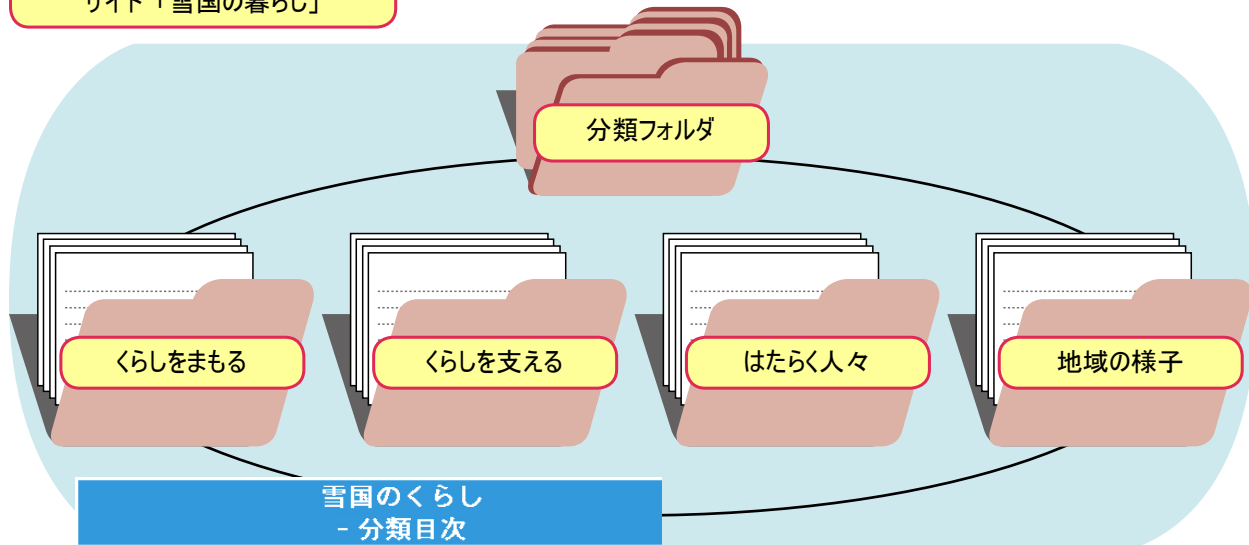 サイト「雪国の暮らし」
分類フォルダ
くらしをまもる
くらしを支える
はたらく人々
地域の様子
雪国のくらし
- 分類目次